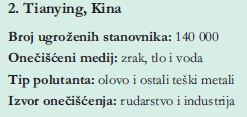 2. Tianying, Kina
Broj ugroženih stanovnika: 140 000
Onečišćeni medij: zrak, tlo i voda
Tip polutanta: olovo i ostali teški metali
Izvor onečišćenja: rudarstvo i industrija